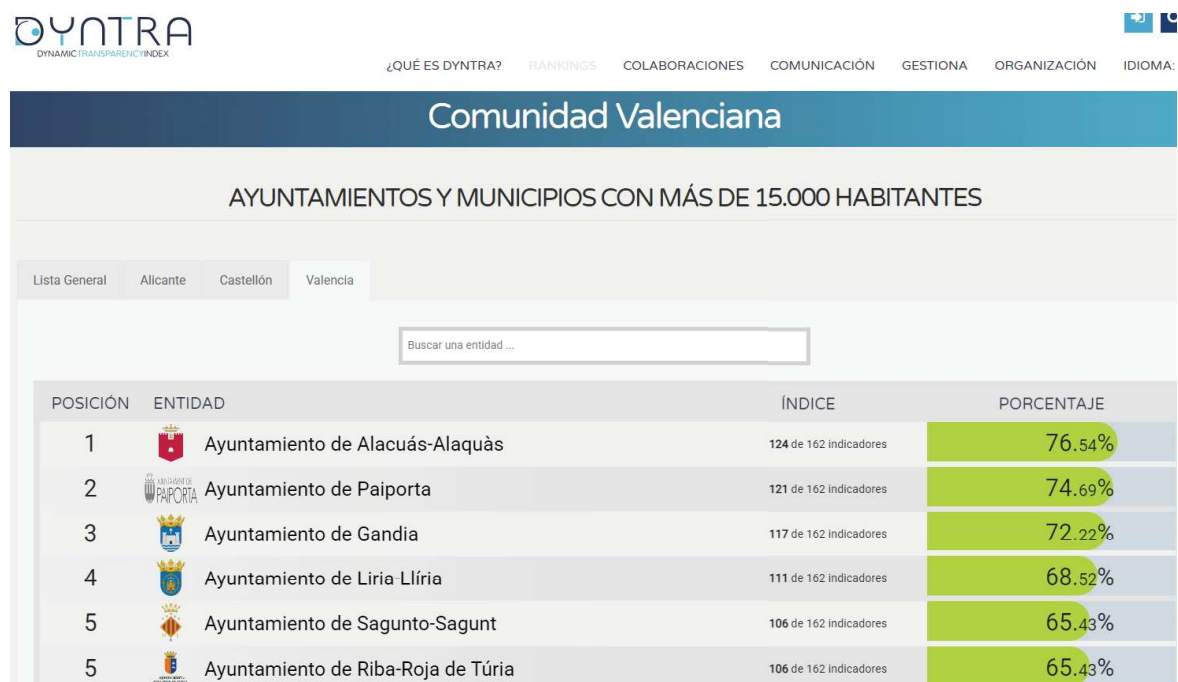 DYNTRA
DYNAMICTRANSPARENCYINDEX
¿QUÉ ES DYNTRA? RANKINGS COLABORACIONES COMUNICACIÓN GESTIONA ORGANIZACIÓN IDIOMA:
Comunidad Valenciana
AYUNTAMIENTOS Y MUNICIPIOS CON MÁS DE 15.000 HABITANTES
Lista General Alicante Castellón Valencia
Buscar una entidad ...
POSICIÓN ENTIDAD ÍNDICE PORCENTAJE
1 Ayuntamiento de Alacuás-Alaquàs 124 de 162 indicadores 76.54%
2 PAIPORTA Ayuntamiento de Paiporta 121 de 162 indicadores 74.69%
3 Ayuntamiento de Gandia 117 de 162 indicadores 72.22%
4 Ayuntamiento de Liria-Llíria 111 de 162 indicadores 68.52%
5 Ayuntamiento de Sagunto-Sagunt 106 de 162 indicadores 65.43%
5 Ayuntamiento de Riba-Roja de Túria 106 de 162 indicadores 65.43%